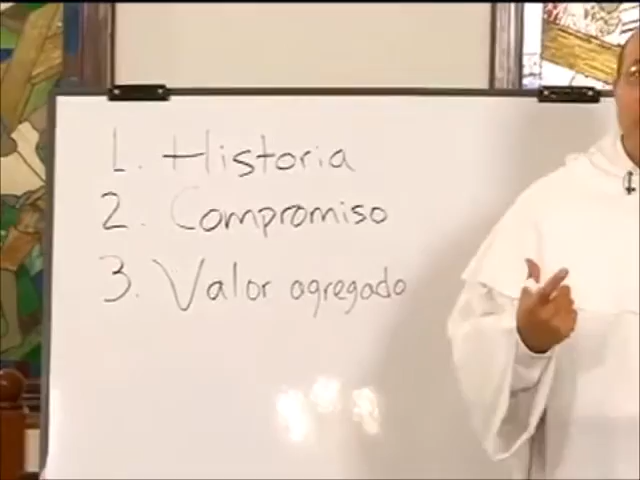 1. Historia
2. Compromiso
3. Valor agregado